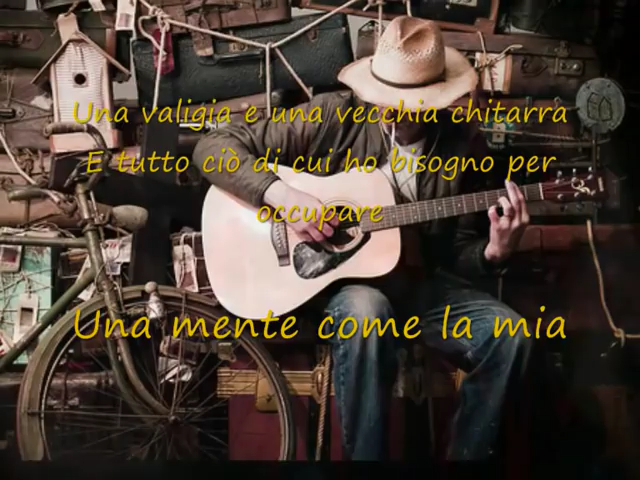 Una valigia e una vecchia chitarra
E tutto ciò di cui ho bisogno per
occupare
Una mente come la mia